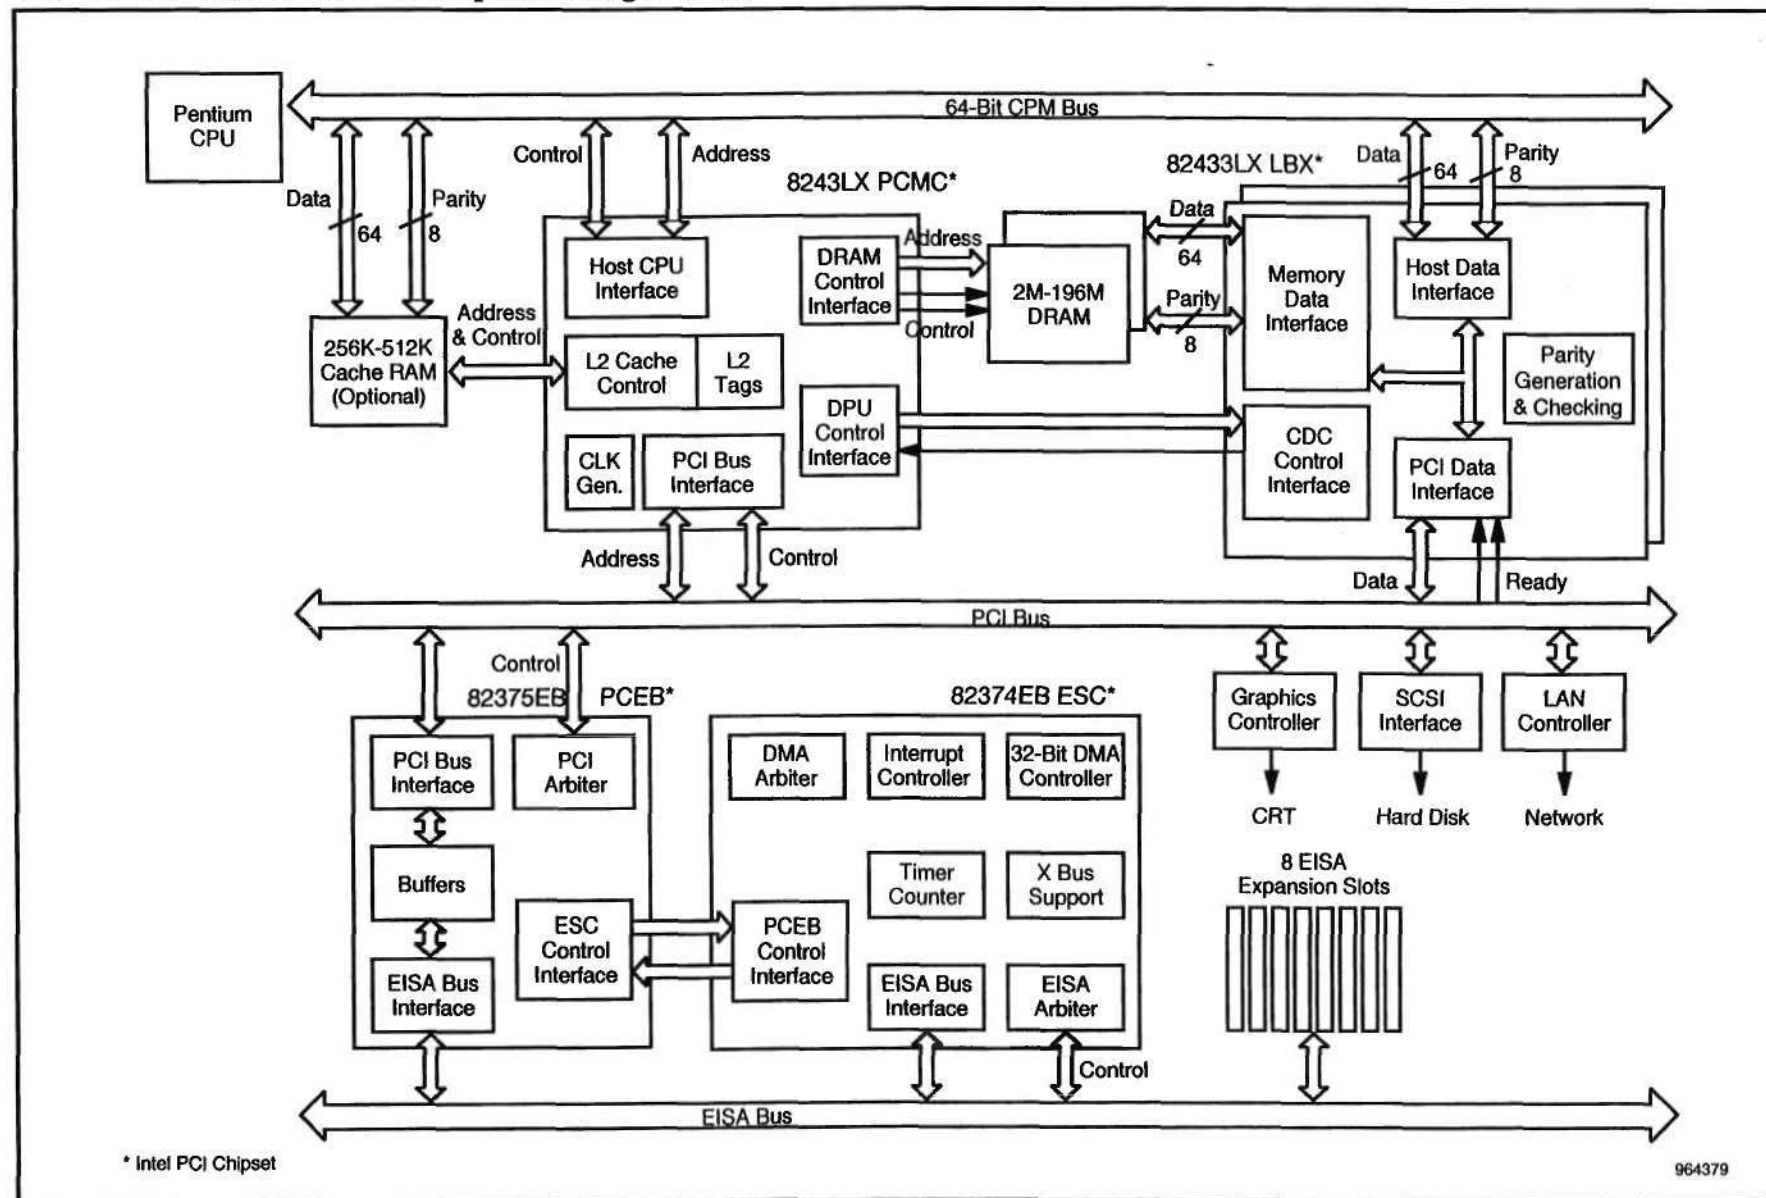 Pentium
CPU
64-Bit CPM Bus
Control
Address
Data
64
Parity
8
8243LX PCMC*
82433LX LBX*
Data
64
Parity
8
Host CPU
Interface
DRAM
Control
Interface
Address
Control
2M-196M
DRAM
Data
64
Parity
8
Memory
Data
Interface
Host Data
Interface
Parity
Generation
& Checking
256K-512K
Cache RAM
(Optional)
Address
& Control
L2 Cache
Control
L2
Tags
DPU
Control
Interface
CDC
Control
Interface
PCI Data
Interface
CLK
Gen.
PCI Bus
Interface
Address
Control
Data
Ready
PCI Bus
Control
82375EB PCEB*
82374EB ESC*
PCI Bus
Interface
PCI
Arbiter
Buffers
EISA Bus
Interface
ESC
Control
Interface
DMA
Arbiter
Interrupt
Controller
32-Bit DMA
Controller
Timer
Counter
X Bus
Support
PCEB
Control
Interface
EISA Bus
Interface
EISA
Arbiter
Control
Graphics
Controller
SCSI
Interface
LAN
Controller
CRT
Hard Disk
Network
8 EISA
Expansion Slots
EISA Bus
* Intel PCI Chipset
964379